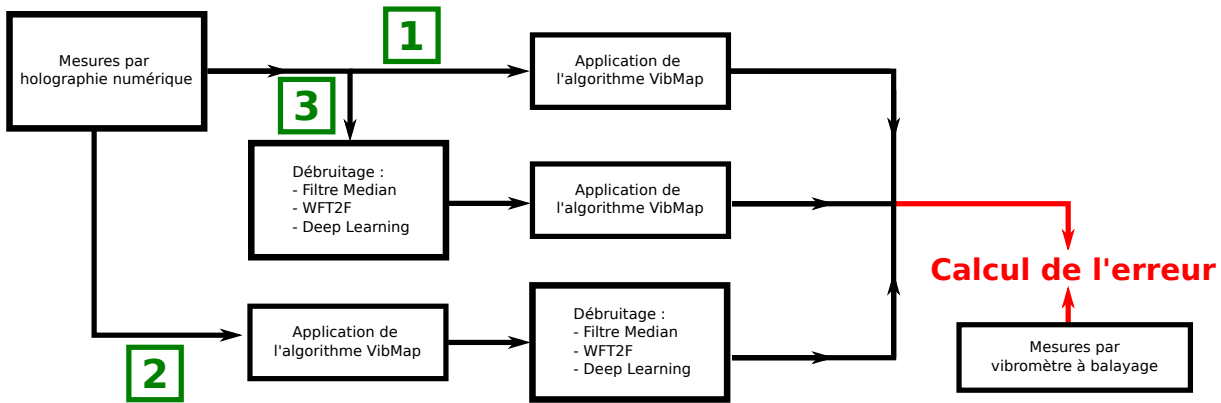 Mesures par
holographie numérique
1
Application de
l'algorithme VibMap
3
Débruitage :
- Filtre Median
- WFT2F
- Deep Learning
Application de
l'algorithme VibMap
Calcul de l'erreur
2
Application de
l'algorithme VibMap
Débruitage :
- Filtre Median
- WFT2F
- Deep Learning
Mesures par
vibromètre à balayage